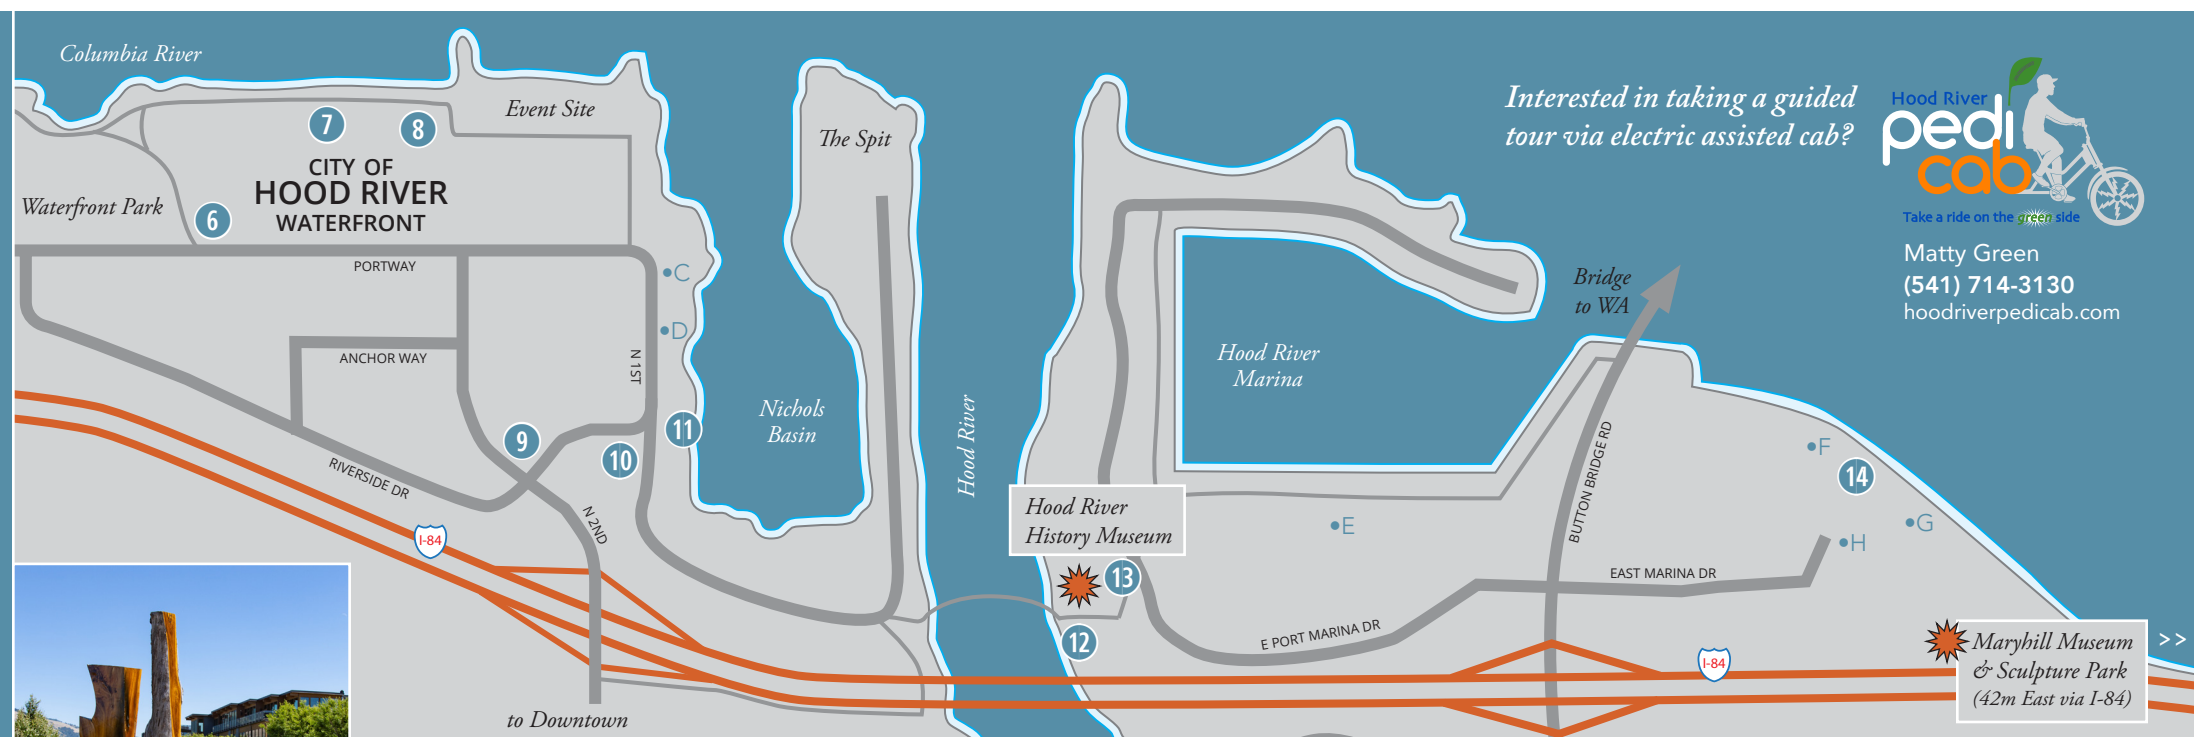 Columbia River
Event Site
7
8
CITY OF
HOOD RIVER
WATERFRONT
Waterfront Park
6
PORTWAY
C
D
ANCHOR WAY
N 1ST
9
10
11
RIVERSIDE DR
N 2ND
I-84
to Downtown
The Spit
Nichols
Basin
Hood River
Hood River
Marina
Hood River
History Museum
13
12
E
E PORT MARINA DR
EAST MARINA DR
BUTTON BRIDGE RD
Bridge
to WA
F
14
G
H
I-84
Maryhill Museum
& Sculpture Park
(42m East via I-84)
>>
Interested in taking a guided
tour via electric assisted cab?
Hood River
pedi
cab
Take a ride on the green side
Matty Green
(541) 714-3130
hoodriverpedicab.com